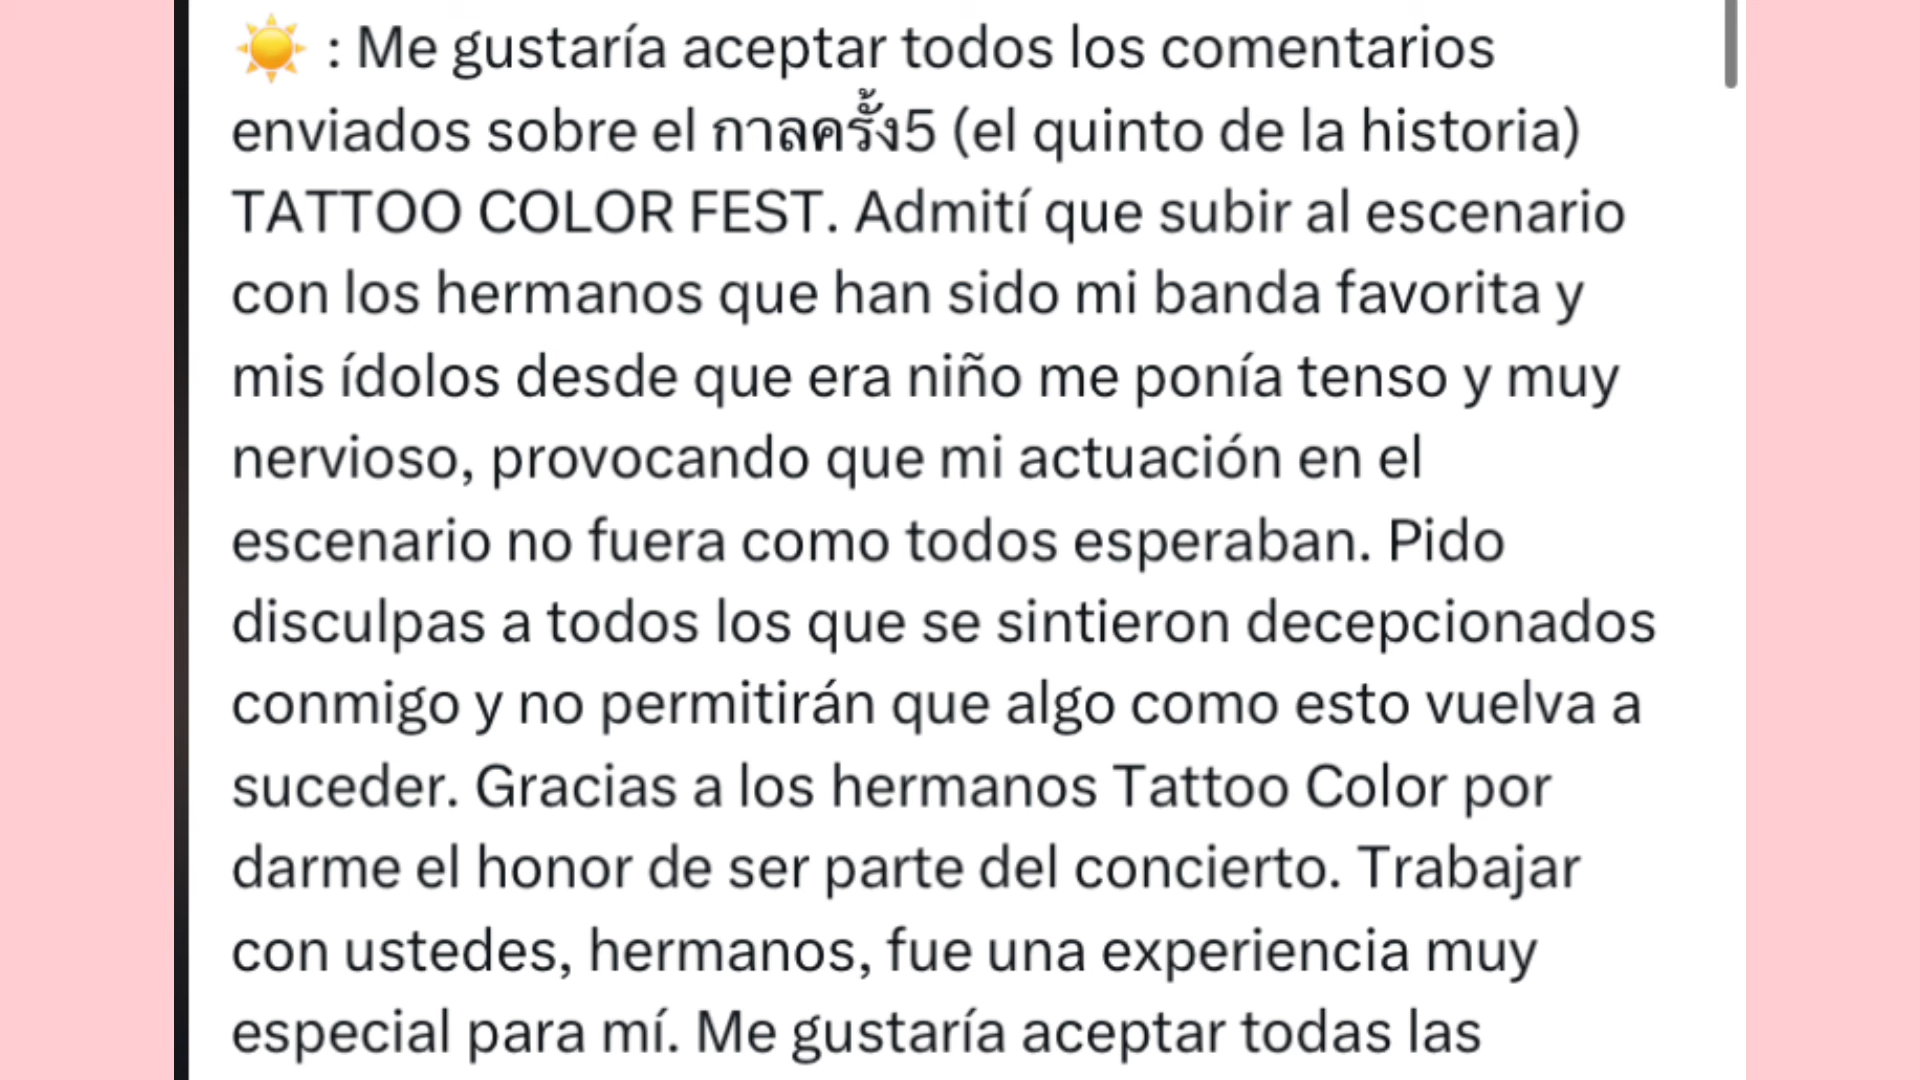 ☀️ : Me gustaría aceptar todos los comentarios
enviados sobre el กาลครั้ง5 (el quinto de la historia)
TATTOO COLOR FEST. Admití que subir al escenario
con los hermanos que han sido mi banda favorita y
mis ídolos desde que era niño me ponía tenso y muy
nervioso, provocando que mi actuación en el
escenario no fuera como todos esperaban. Pido
disculpas a todos los que se sintieron decepcionados
conmigo y no permitirán que algo como esto vuelva a
suceder. Gracias a los hermanos Tattoo Color por
darme el honor de ser parte del concierto. Trabajar
con ustedes, hermanos, fue una experiencia muy
especial para mí. Me gustaría aceptar todas las